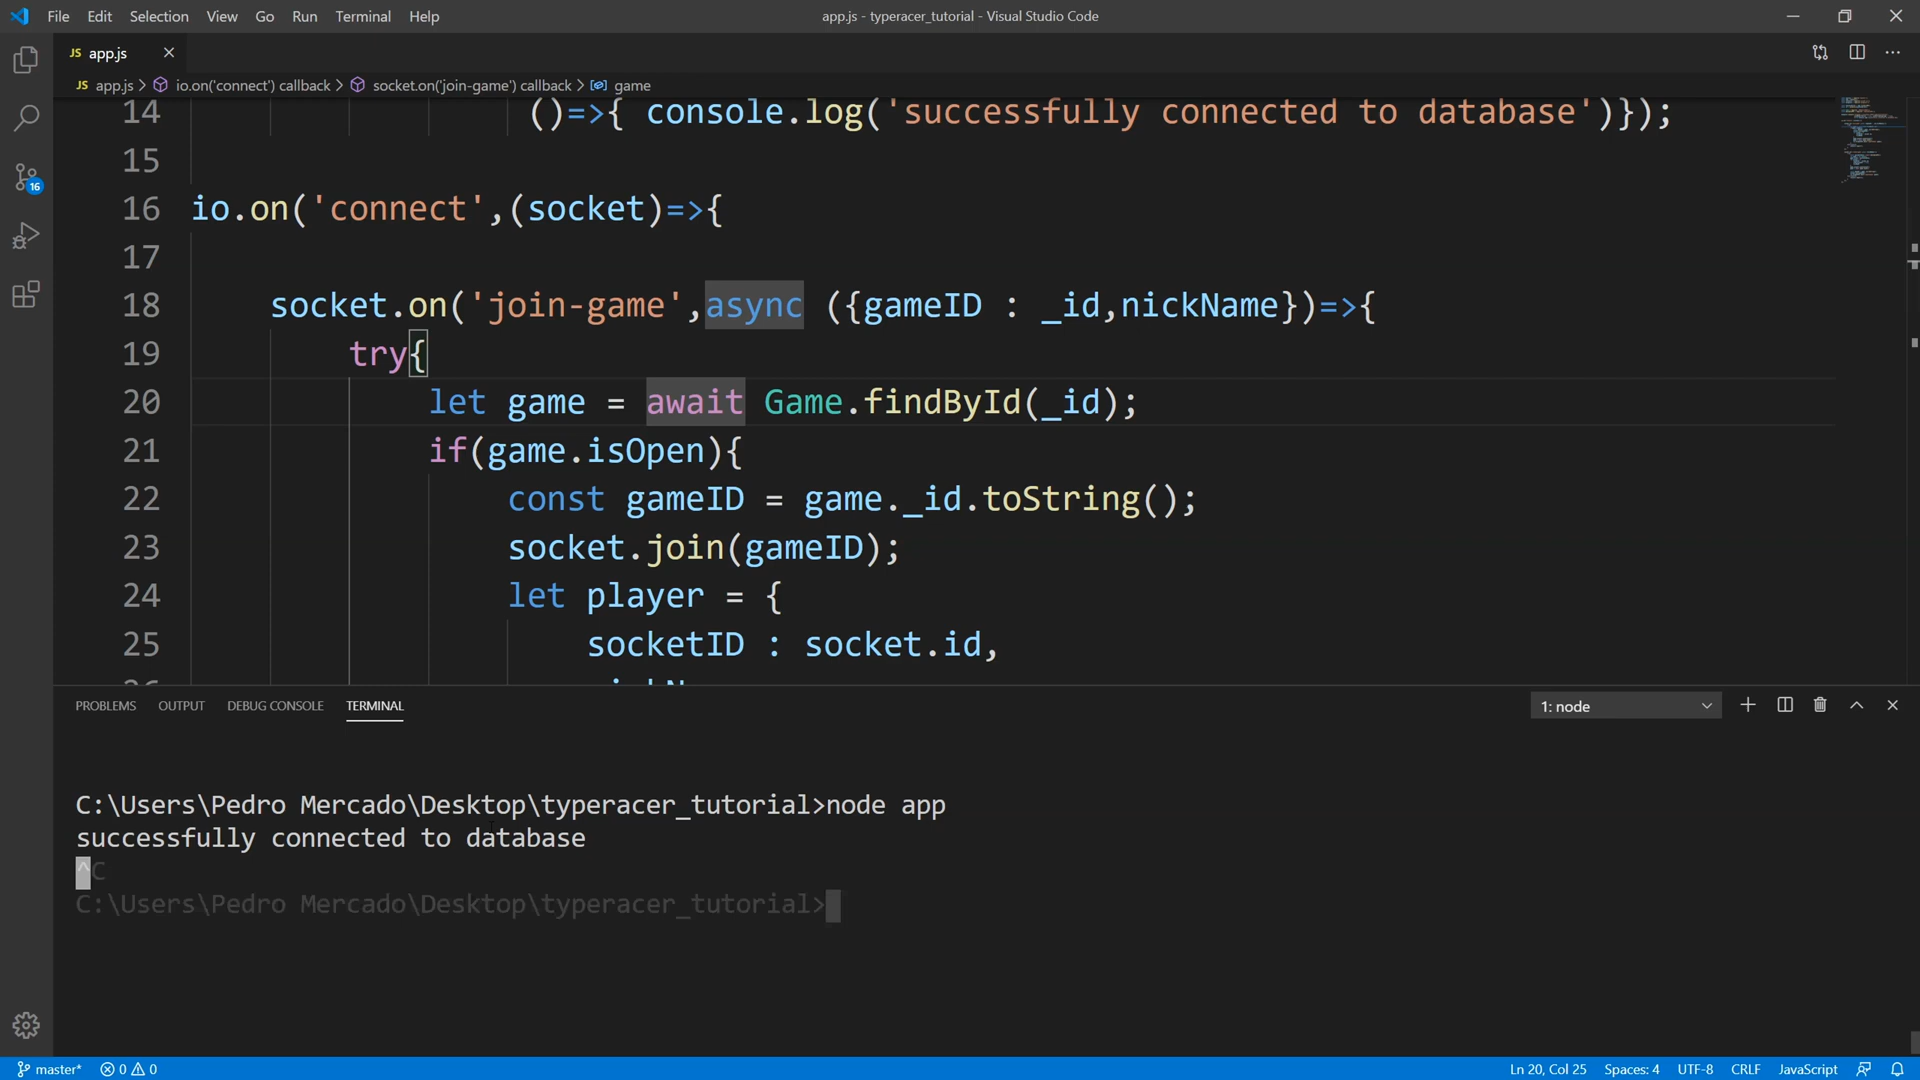 File Edit Selection View Go Run Terminal Help app.js - typeracer_tutorial - Visual Studio Code
JS app.js
JS app.js > io.on('connect') callback > socket.on('join-game') callback > game
14 ()=>{ console.log('successfully connected to database')});
15
16 io.on('connect',(socket)=>{
17
18 socket.on('join-game',async ({gameID : _id,nickName})=>{
19 try{
20 let game = await Game.findById(_id);
21 if(game.isOpen){
22 const gameID = game._id.toString();
23 socket.join(gameID);
24 let player = {
25 socketID : socket.id,
16
PROBLEMS OUTPUT DEBUG CONSOLE TERMINAL 1: node
C:\Users\Pedro Mercado\Desktop\typeracer_tutorial>node app
successfully connected to database
^C
C:\Users\Pedro Mercado\Desktop\typeracer_tutorial>
master* 0 0 Ln 20, Col 25 Spaces: 4 UTF-8 CRLF JavaScript